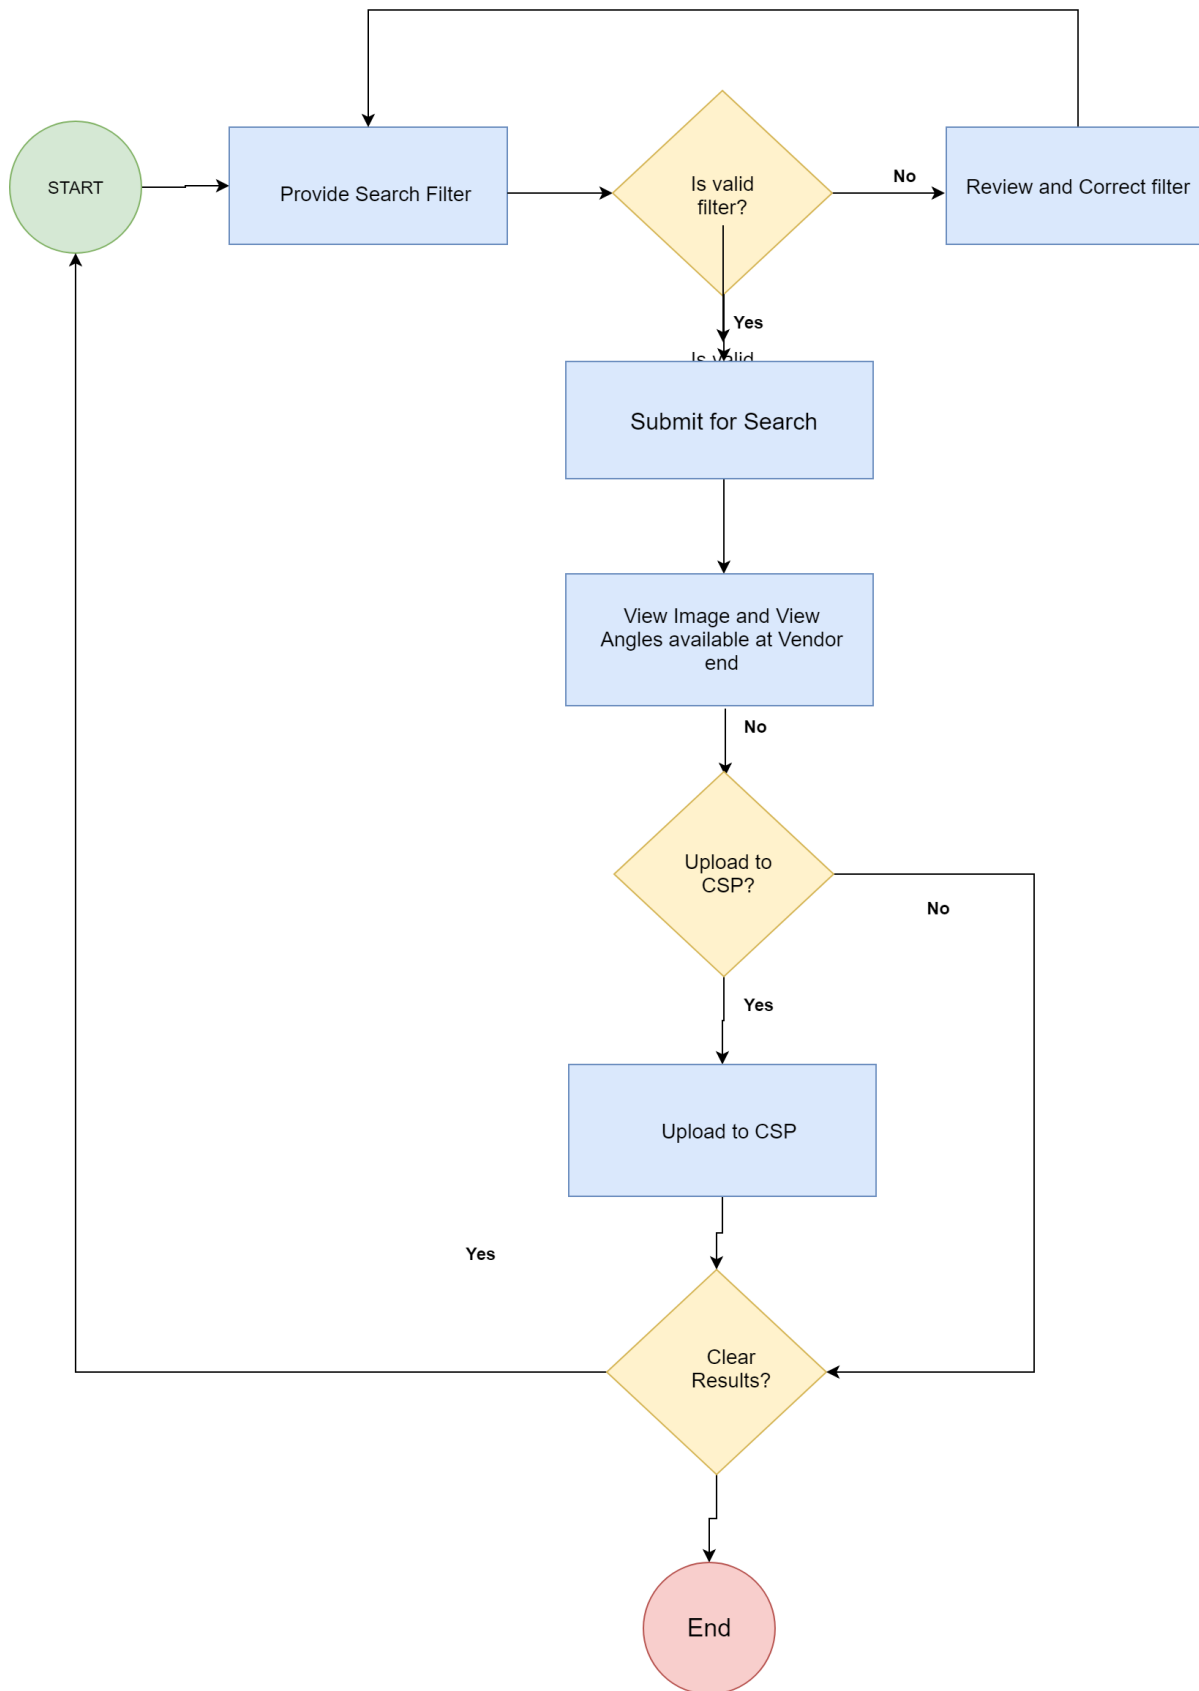 START
Provide Search Filter
Is valid
filter?
No
Review and Correct filter
Yes
Is valid
Submit for Search
View Image and View
Angles available at Vendor
end
No
Upload to
CSP?
No
Yes
Upload to CSP
Yes
Clear
Results?
End